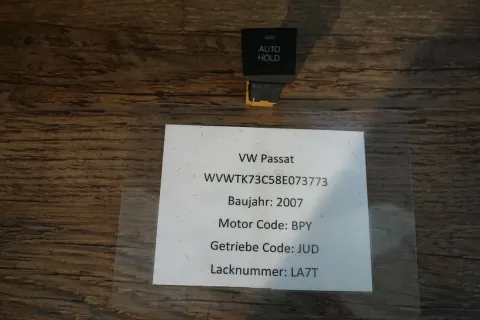 AUTO
HOLD
VW Passat
WVWTK73C58E073773
Baujahr: 2007
Motor Code: BPY
Getriebe Code: JUD
Lacknummer: LA7T